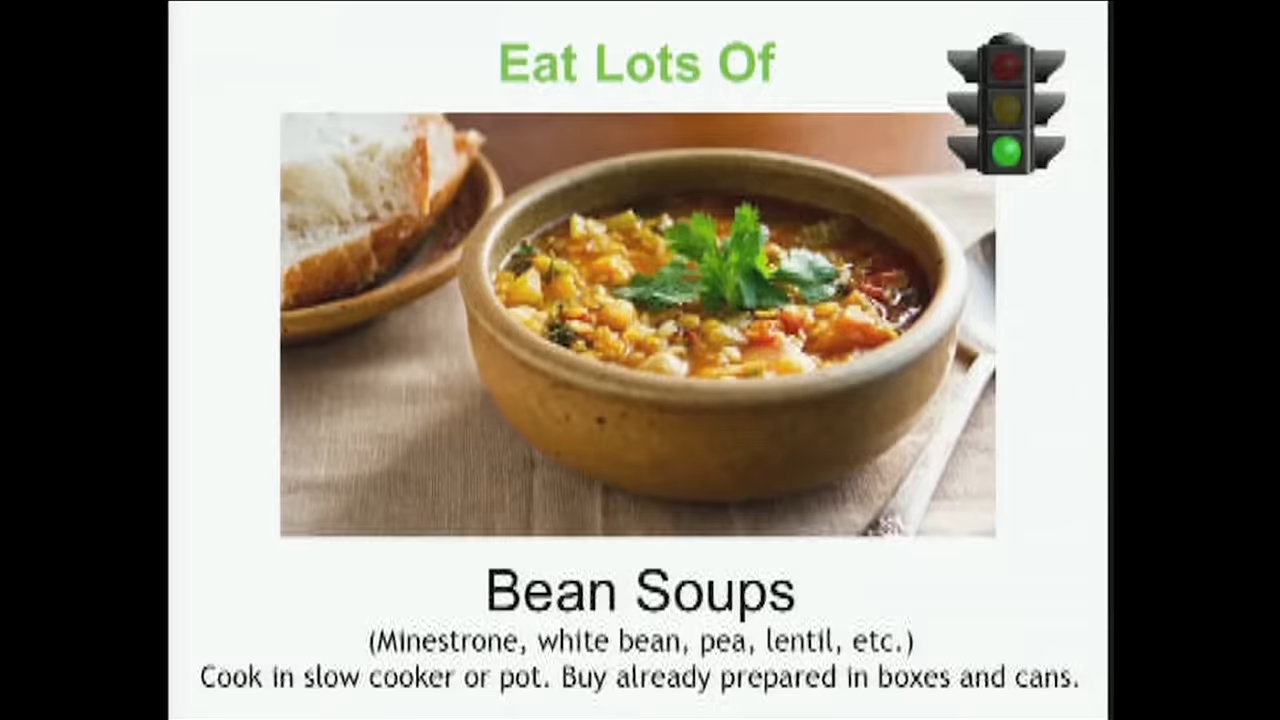 Eat Lots Of
Bean Soups
(Minestrone, white bean, pea, lentil, etc.)
Cook in slow cooker or pot. Buy already prepared in boxes and cans.